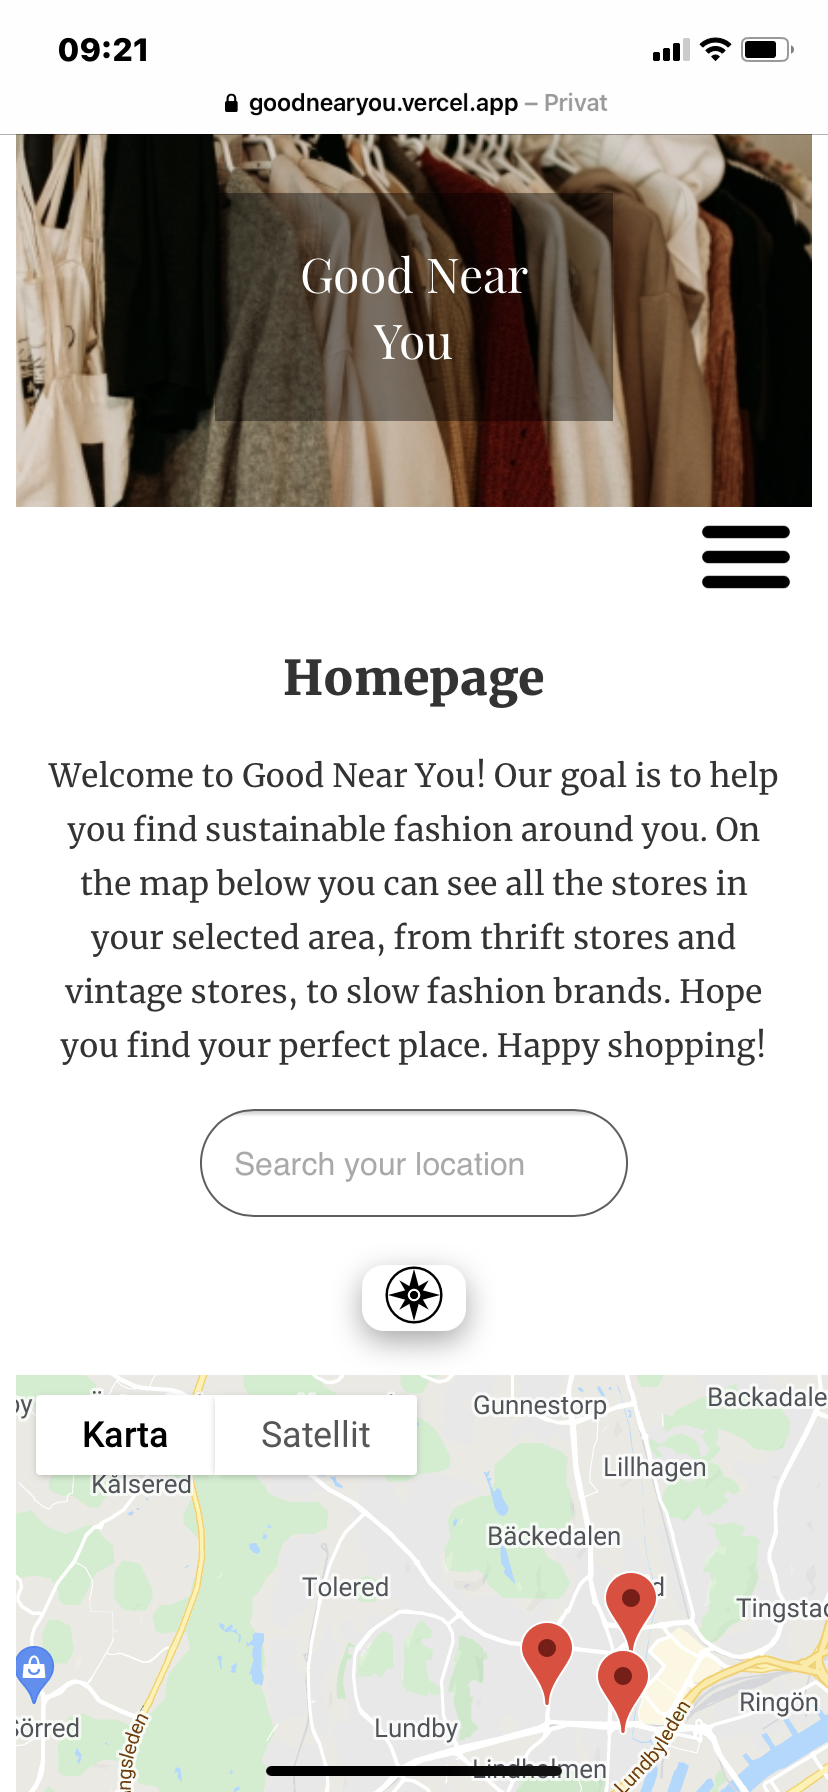 09:21
goodnearyou.vercel.app – Privat
Good Near
You
Homepage
Welcome to Good Near You! Our goal is to help
you find sustainable fashion around you. On
the map below you can see all the stores in
your selected area, from thrift stores and
vintage stores, to slow fashion brands. Hope
you find your perfect place. Happy shopping!
Search your location
Gunnestorp
Backadale
Karta
Satellit
Lillhagen
Kålsered
Bäckedalen
Tolered
Tingstad
Ringön
Lundby
Lundbyleden
Lindholmen